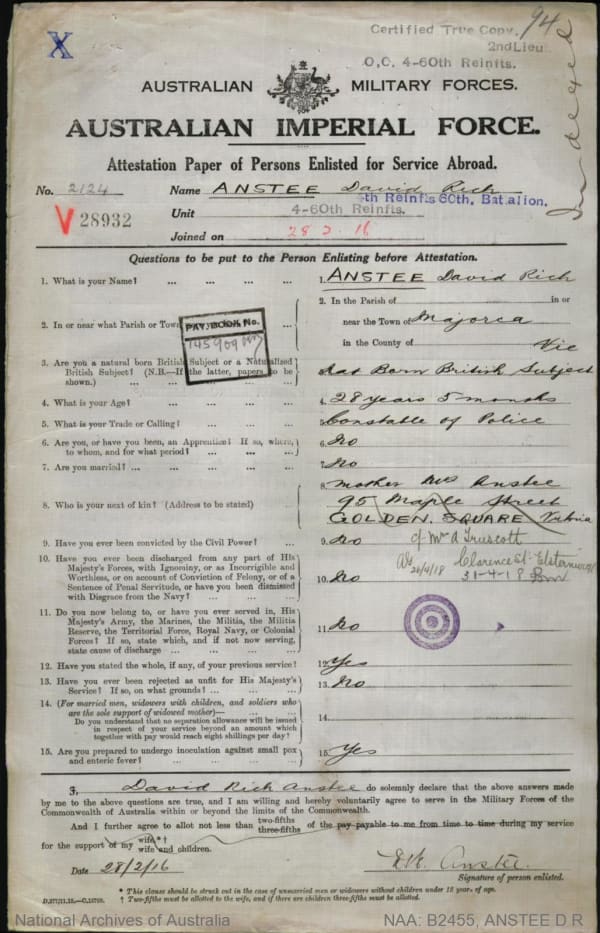 X
Certified True Copy. 94
2nd Lieut.
O.C. 4-60th Reinfts.
Indexed
AUSTRALIAN MILITARY FORCES.
AUSTRALIAN IMPERIAL FORCE.
Attestation Paper of Persons Enlisted for Service Abroad.
No. 2124 Name ANSTEE David Rich
V 28932
Unit 4-60th Reinfts. th Reinfts 60th, Battalion.
Joined on 28 2. 16
Questions to be put to the Person Enlisting before Attestation.
1. What is your Name? ... ... ... ... 1. ANSTEE David Rich
2. In or near what Parish or Town ... 2. In the Parish of in or
near the Town of Majorca
in the County of Vic
PAY BOOK No.
145909
3. Are you a natural born British Subject or a Naturalized
British Subject? (N.B.—If the latter, papers to be
shown.) ... ... ... ... 3. Nat Born British Subject
4. What is your Age? ... ... ... ... 4. 28 years 5 months
5. What is your Trade or Calling? ... ... ... 5. Constable of Police
6. Are you, or have you been, an Apprentice? If so, where,
to whom, and for what period? ... ... ... 6. No
7. Are you married? ... ... ... ... 7. No
8. Who is your next of kin? (Address to be stated) ... 8. Mother Mrs Anstee
95 Maple Street
GOLDEN. SQUARE Victoria
9. Have you ever been convicted by the Civil Power? ... 9. No
c/ Mrs A Truscott
Clarence St. Elsternwick
31-4-18
10. Have you ever been discharged from any part of His
Majesty's Forces, with Ignominy, or as Incorrigible and
Worthless, or on account of Conviction of Felony, or of a
Sentence of Penal Servitude, or have you been dismissed
with Disgrace from the Navy? ... ... ... 10. No
11. Do you now belong to, or have you ever served in, His
Majesty's Army, the Marines, the Militia, the Militia
Reserve, the Territorial Force, Royal Navy, or Colonial
Forces? If so, state which, and if not now serving,
state cause of discharge ... ... ... 11. No
12. Have you stated the whole, if any, of your previous service? 12. Yes
13. Have you ever been rejected as unfit for His Majesty's
Service? If so, on what grounds? ... ... ... 13. No
14. (For married men, widowers with children, and soldiers who
are the sole support of widowed mother)—
Do you understand that no separation allowance will be issued
in respect of your service beyond an amount which
together with pay would reach eight shillings per day? 14.
15. Are you prepared to undergo inoculation against small pox
and enteric fever? ... ... ... ... 15. Yes
I, David Rich Anstee do solemnly declare that the above answers made
by me to the above questions are true, and I am willing and hereby voluntarily agree to serve in the Military Forces of the
Commonwealth of Australia within or beyond the limits of the Commonwealth.
And I further agree to allot not less than two-fifths three-fifths of the pay payable to me from time to time during my service
for the support of my wife,*† wife and children.
Date 28/2/16 D.R. Anstee.
Signature of person enlisted.
* This clause should be struck out in the case of unmarried men or widowers without children under 18 years of age.
† Two-fifths must be allotted to the wife, and if there are children three-fifths must be allotted.
National Archives of Australia NAA: B2455, ANSTEE D R